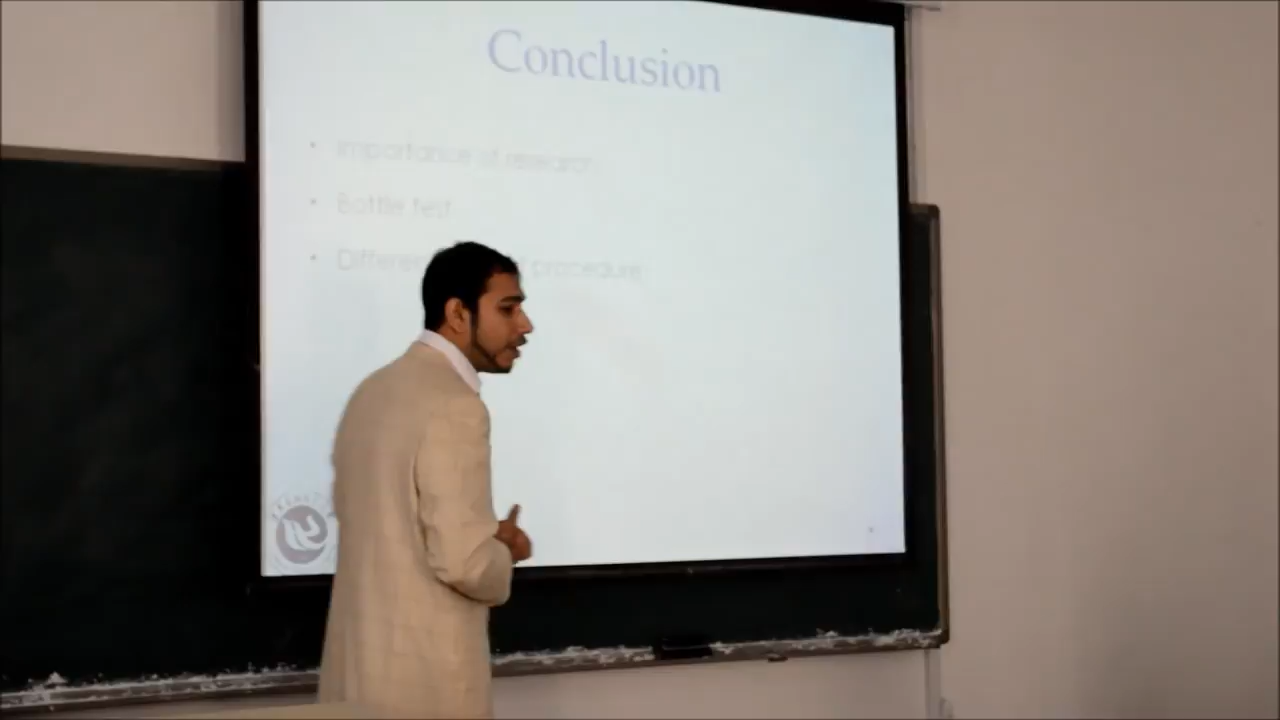 Conclusion
• Importance of research
• Bottle test
• procedure